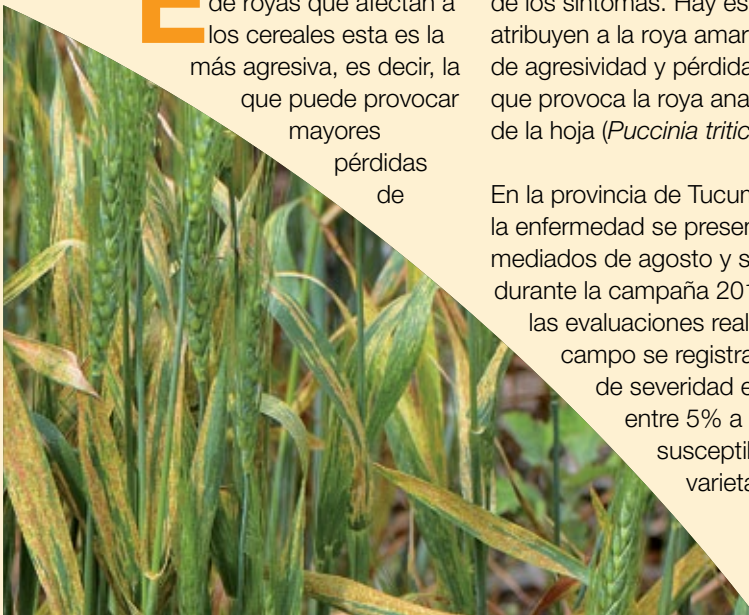 E
de royas que afectan a
los cereales esta es la
más agresiva, es decir, la
que puede provocar
mayores
pérdidas
de
de los síntomas. Hay es
atribuyen a la roya amar
de agresividad y pérdida
que provoca la roya ana
de la hoja (Puccinia tritic
En la provincia de Tucum
la enfermedad se presen
mediados de agosto y s
durante la campaña 201
las evaluaciones real
campo se registra
de severidad e
entre 5% a
susceptil
varieta